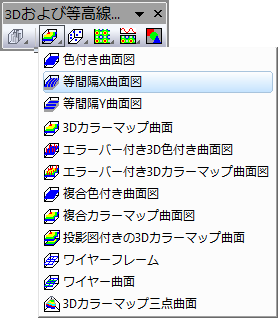 3Dおよび等高線...
色付き曲面図
等間隔X曲面図
等間隔Y曲面図
3Dカラーマップ曲面
エラーバー付き3D色付き曲面図
エラーバー付き3Dカラーマップ曲面図
複合色付き曲面図
複合カラーマップ曲面図
投影図付きの3Dカラーマップ曲面
ワイヤーフレーム
ワイヤー曲面
3Dカラーマップ三点曲面